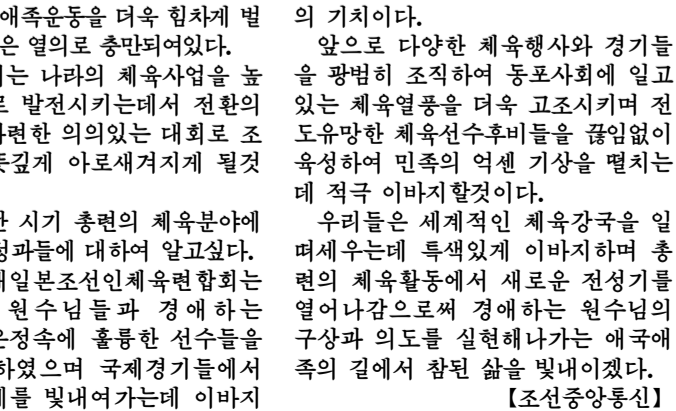 애족운동을 더욱 힘차게 벌
은 열의로 충만되여있다.
는 나라의 체육사업을 높
발전시키는데서 전환의
련한 의의있는 대회로 조
뜻깊게 아로새겨지게 될것
시기 총련의 체육분야에
성과들에 대하여 알고싶다.
재일본조선인체육련합회는
원수님들과 경애하는
은정속에 훌륭한 선수들을
하였으며 국제경기들에서
를 빛내여가는데 이바지
의 기치이다.
앞으로 다양한 체육행사와 경기들
을 광범히 조직하여 동포사회에 일고
있는 체육열풍을 더욱 고조시키며 전
도유망한 체육선수후비들을 끊임없이
육성하여 민족의 억센 기상을 떨치는
데 적극 이바지할것이다.
우리들은 세계적인 체육강국을 일
떠세우는데 특색있게 이바지하며 총
련의 체육활동에서 새로운 전성기를
열어나감으로써 경애하는 원수님의
구상과 의도를 실현해나가는 애국애
족의 길에서 참된 삶을 빛내이겠다.
【조선중앙통신】